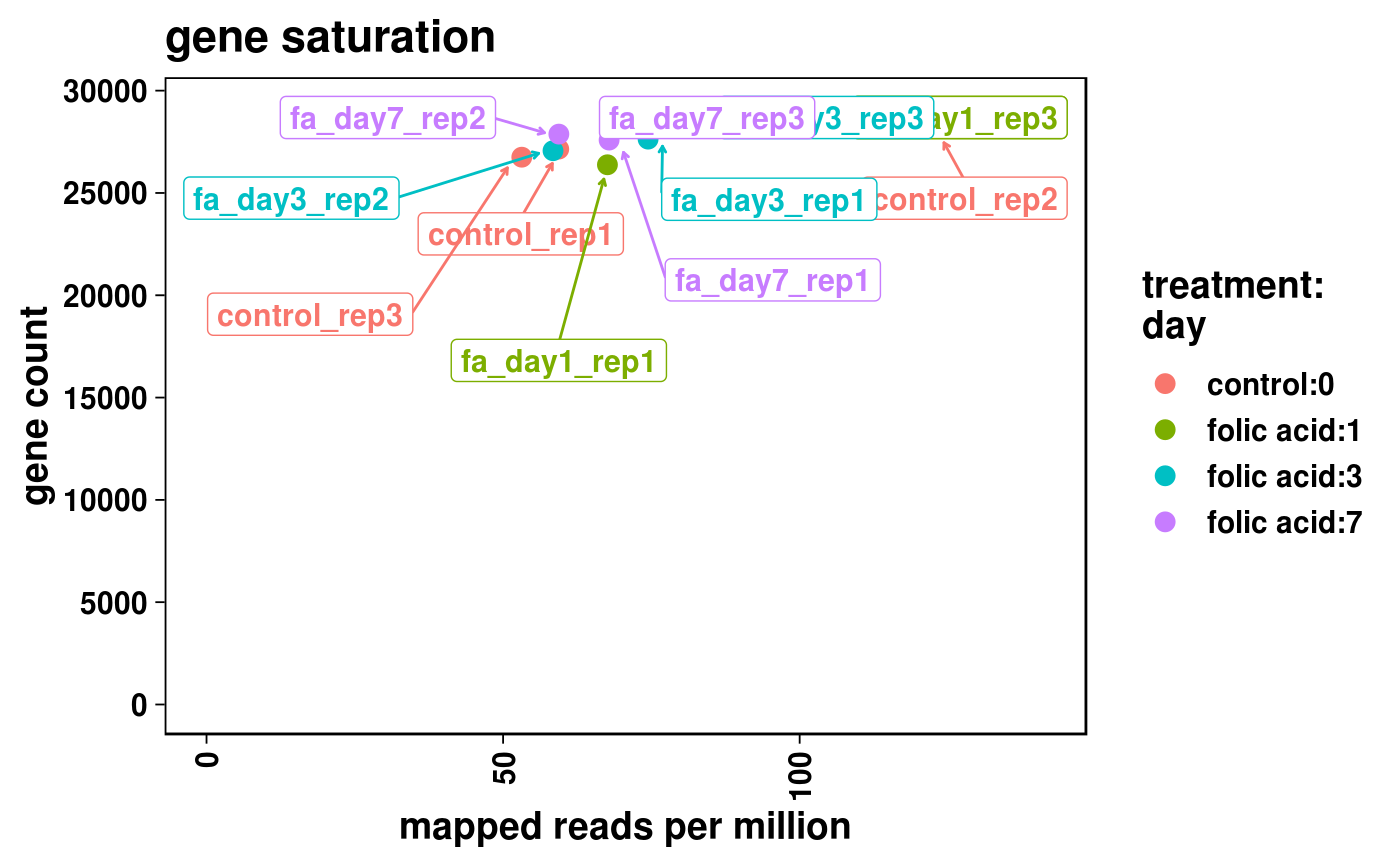 gene saturation
30000
25000
20000
15000
10000
5000
0
gene count
fa_day7_rep2
fa_day7_rep3
y3_rep3
ay1_rep3
fa_day3_rep2
fa_day3_rep1
control_rep2
control_rep1
fa_day7_rep1
control_rep3
fa_day1_rep1
0
50
100
mapped reads per million
treatment:
day
control:0
folic acid:1
folic acid:3
folic acid:7